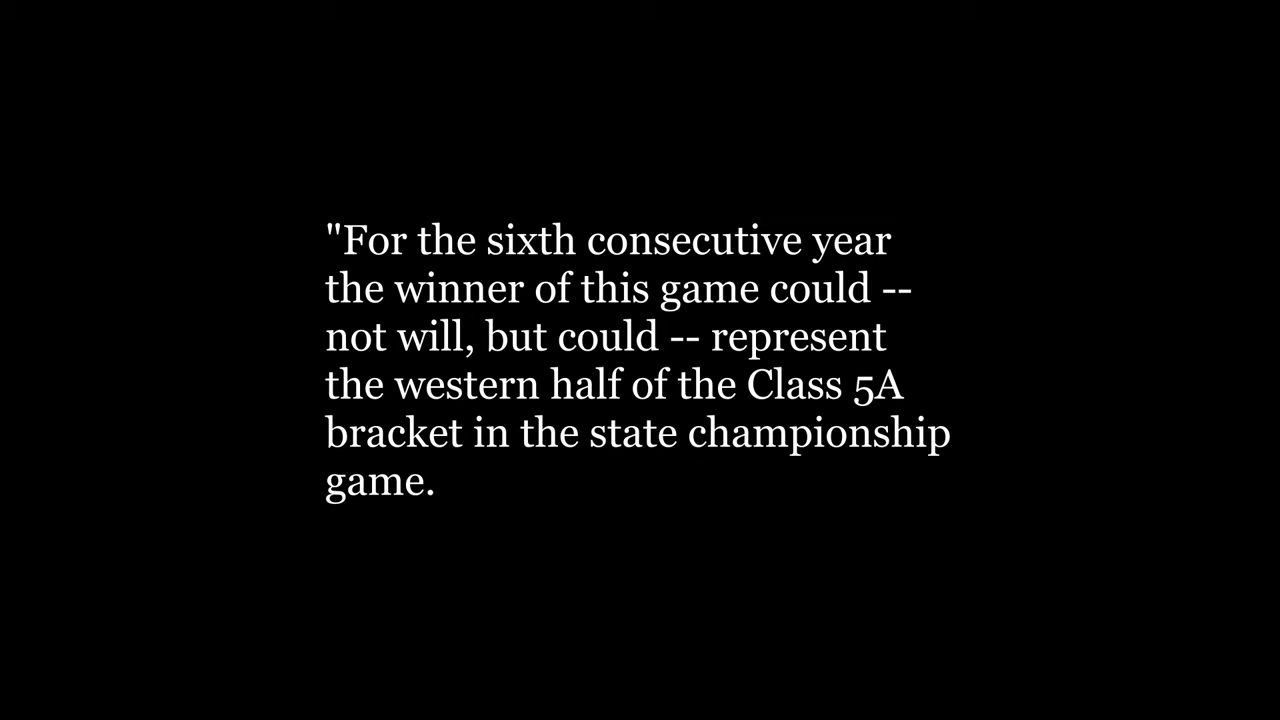 "For the sixth consecutive year
the winner of this game could --
not will, but could -- represent
the western half of the Class 5A
bracket in the state championship
game.